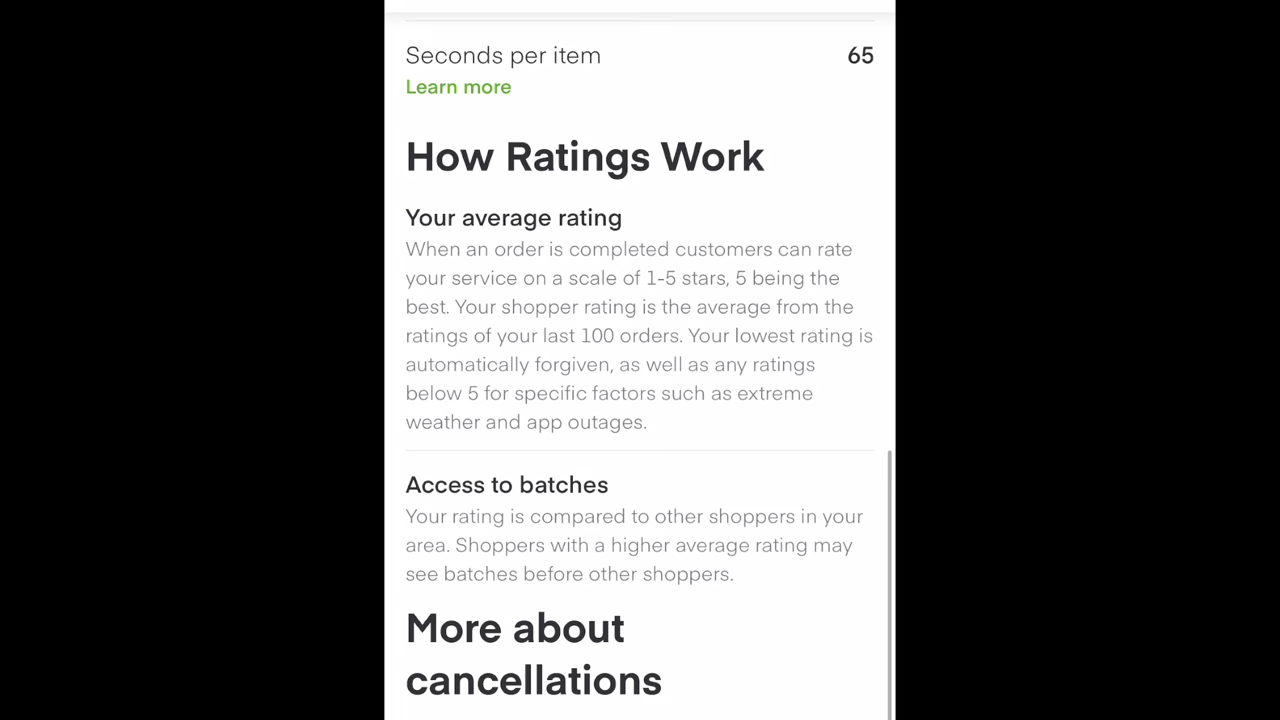 Seconds per item 65
Learn more
How Ratings Work
Your average rating
When an order is completed customers can rate
your service on a scale of 1-5 stars, 5 being the
best. Your shopper rating is the average from the
ratings of your last 100 orders. Your lowest rating is
automatically forgiven, as well as any ratings
below 5 for specific factors such as extreme
weather and app outages.
Access to batches
Your rating is compared to other shoppers in your
area. Shoppers with a higher average rating may
see batches before other shoppers.
More about
cancellations